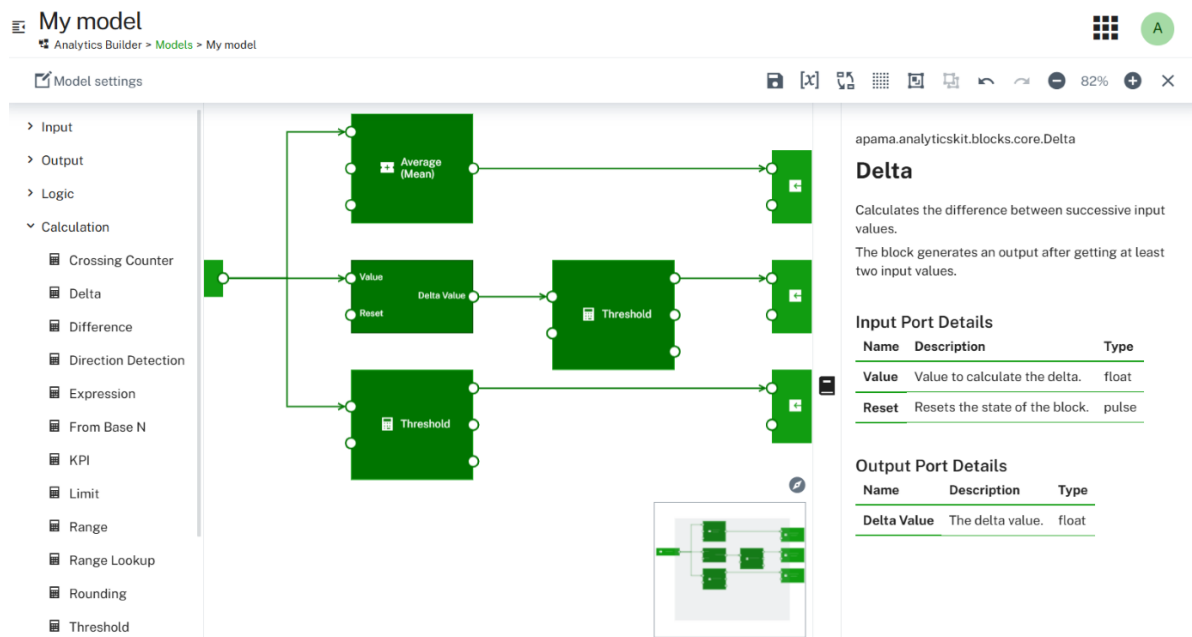 My model
Analytics Builder > Models > My model
A
Model settings
[x]
82%
Input
Output
Logic
Calculation
Crossing Counter
Delta
Difference
Direction Detection
Expression
From Base N
KPI
Limit
Range
Range Lookup
Rounding
Threshold
Average
(Mean)
Value
Delta Value
Reset
Threshold
Threshold
apama.analyticskit.blocks.core.Delta
Delta
Calculates the difference between successive input
values.
The block generates an output after getting at least
two input values.
Input Port Details
Name Description Type
Value Value to calculate the delta. float
Reset Resets the state of the block. pulse
Output Port Details
Name Description Type
Delta Value The delta value. float